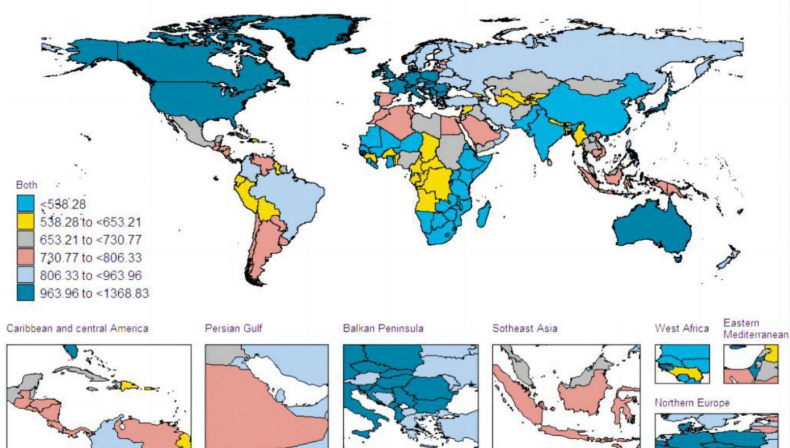 Both
<538.28
538.28 to <653.21
653.21 to <730.77
730.77 to <806.33
806.33 to <963.96
963.96 to <1368.83
Caribbean and central America
Persian Gulf
Balkan Peninsula
Sotheast Asia
West Africa
Eastern
Mediterranean
Northern Europe